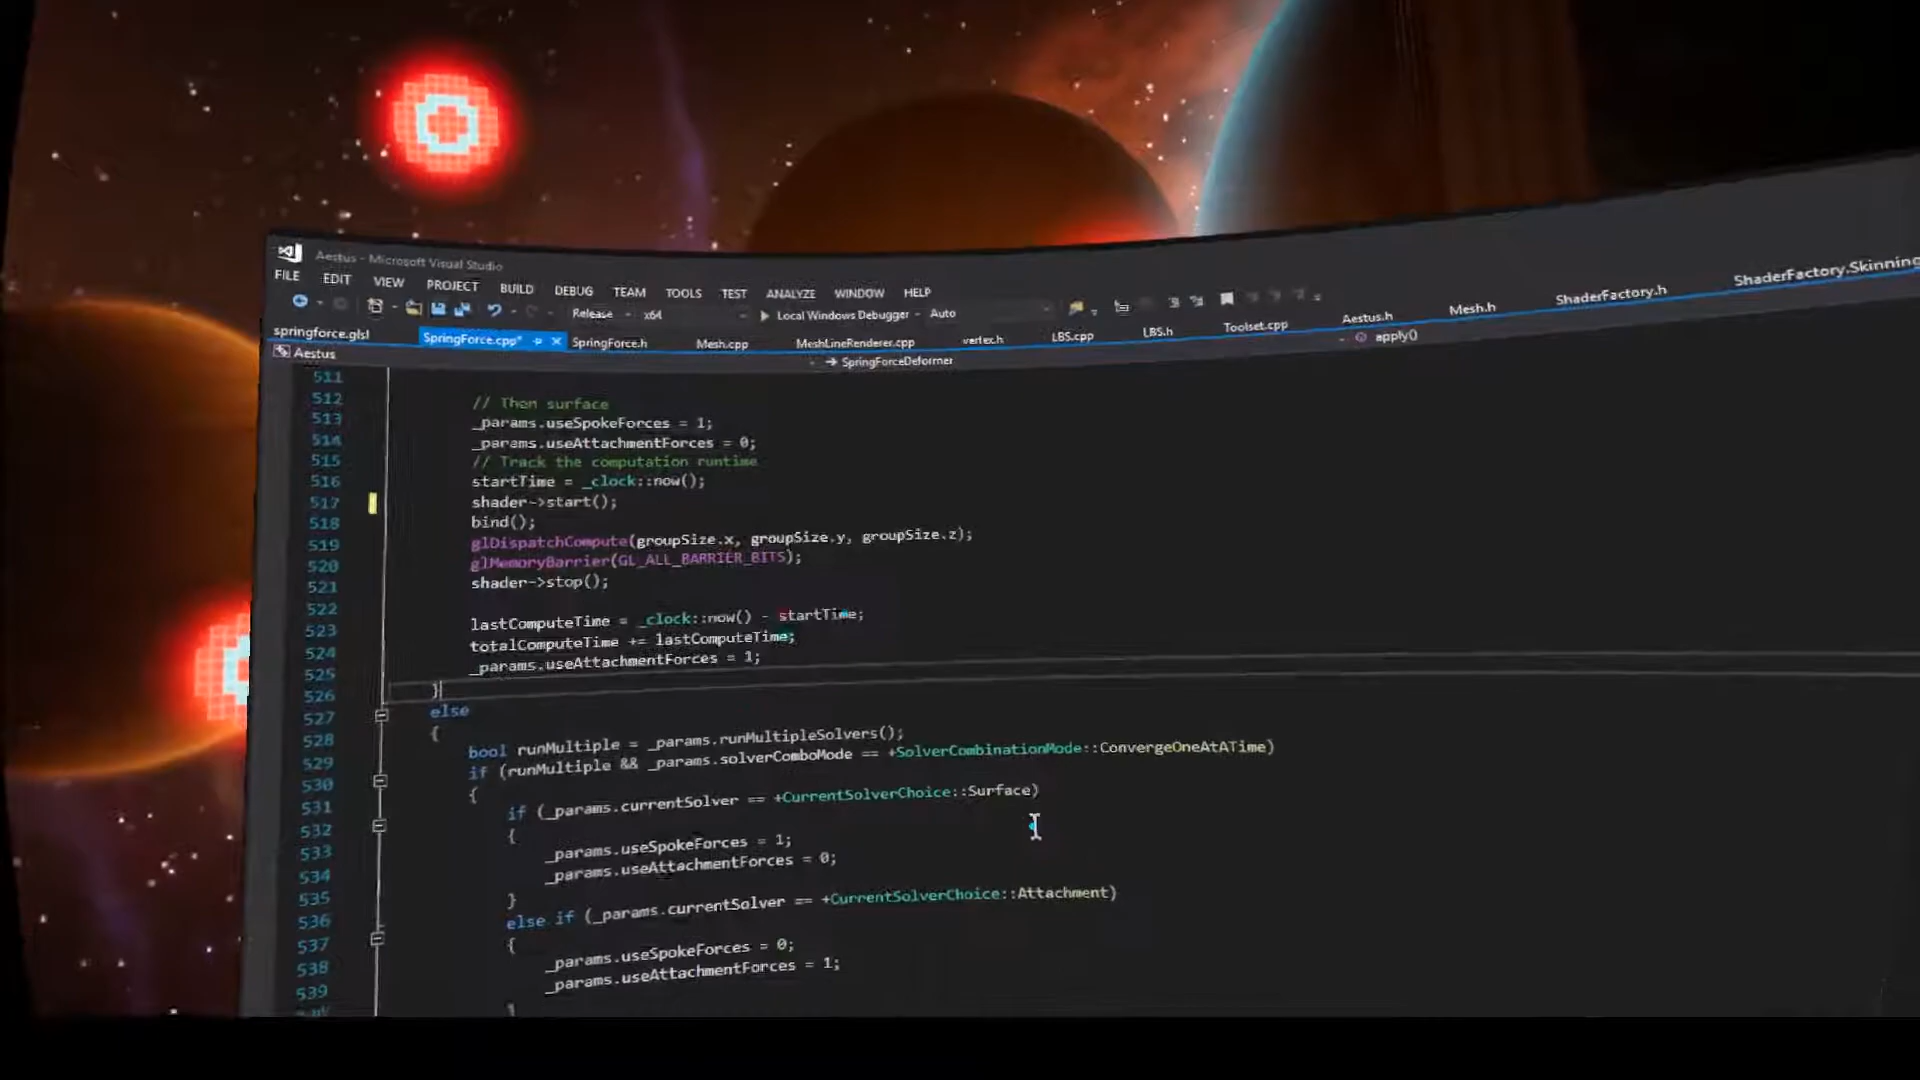 Aestus - Microsoft Visual Studio
FILE EDIT VIEW PROJECT BUILD DEBUG TEAM TOOLS TEST ANALYZE WINDOW HELP
Release x64 Local Windows Debugger Auto
springforce.glsl SpringForce.cpp* SpringForce.h Mesh.cpp MeshLineRenderer.cpp vertex.h LBS.cpp LBS.h Toolset.cpp Aestus.h Mesh.h ShaderFactory.h ShaderFactory.Skinning
Aestus SpringForceDeformer apply()
511
512 // Then surface
513 _params.useSpokeForces = 1;
514 _params.useAttachmentForces = 0;
515 // Track the computation runtime
516 startTime = _clock::now();
517 shader->start();
518 bind();
519 glDispatchCompute(groupSize.x, groupSize.y, groupSize.z);
520 glMemoryBarrier(GL_ALL_BARRIER_BITS);
521 shader->stop();
522
523 lastComputeTime = _clock::now() - startTime;
524 totalComputeTime += lastComputeTime;
525 _params.useAttachmentForces = 1;
526 }
527 else
528 {
529 bool runMultiple = _params.runMultipleSolvers();
530 if (runMultiple && _params.solverComboMode == +SolverCombinationMode::ConvergeOneAtATime)
531 {
532 if (_params.currentSolver == +CurrentSolverChoice::Surface)
533 {
534 _params.useSpokeForces = 1;
535 _params.useAttachmentForces = 0;
536 }
537 else if (_params.currentSolver == +CurrentSolverChoice::Attachment)
538 {
539 _params.useSpokeForces = 0;
_params.useAttachmentForces = 1;